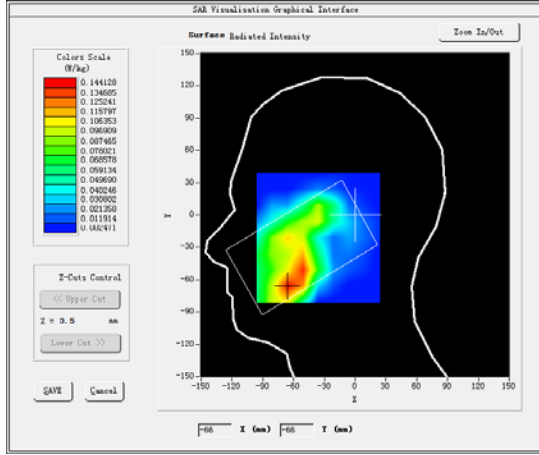 SAR Visualisation Graphical Interface
Surface Radiated Intensity
Zoom In/Out
Colors Scale
(W/kg)
0.144128
0.134685
0.125241
0.115797
0.106353
0.096909
0.087465
0.078021
0.068578
0.059134
0.049690
0.040246
0.030802
0.021358
0.011914
0.002471
150
120
90
60
30
0
-30
-60
-90
-120
-150
Y
-150 -120 -90 -60 -30 0 30 60 90 120 150
X
Z-Cuts Control
<< Upper Cut
Z = 3.5 mm
Lower Cut >>
SAVE Cancel
-66 X (mm) -66 Y (mm)